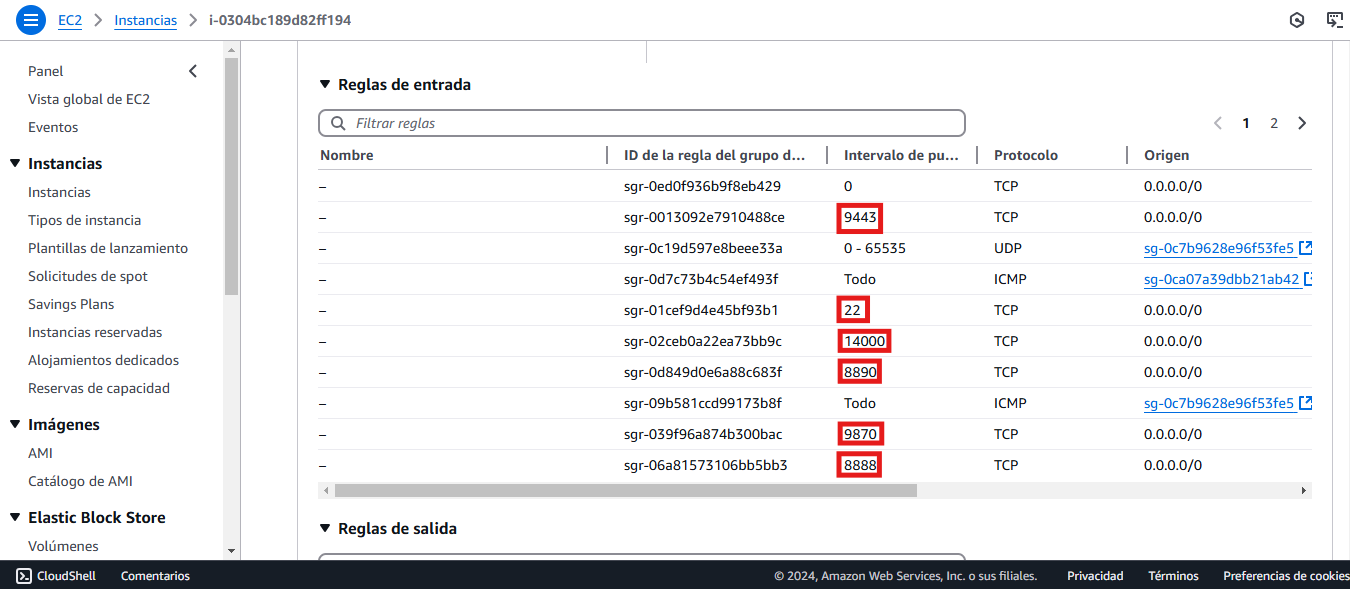 EC2 > Instancias > i-0304bc189d82ff194
Panel
Vista global de EC2
Eventos
Instancias
Instancias
Tipos de instancia
Plantillas de lanzamiento
Solicitudes de spot
Savings Plans
Instancias reservadas
Alojamientos dedicados
Reservas de capacidad
Imágenes
AMI
Catálogo de AMI
Elastic Block Store
Volúmenes
Reglas de entrada
Filtrar reglas
1 2
Nombre ID de la regla del grupo d... Intervalo de pu... Protocolo Origen
– sgr-0ed0f936b9f8eb429 0 TCP 0.0.0.0/0
– sgr-0013092e7910488ce 9443 TCP 0.0.0.0/0
– sgr-0c19d597e8beee33a 0 - 65535 UDP sg-0c7b9628e96f53fe5
– sgr-0d7c73b4c54ef493f Todo ICMP sg-0ca07a39dbb21ab42
– sgr-01cef9d4e45bf93b1 22 TCP 0.0.0.0/0
– sgr-02ceb0a22ea73bb9c 14000 TCP 0.0.0.0/0
– sgr-0d849d0e6a88c683f 8890 TCP 0.0.0.0/0
– sgr-09b581ccd99173b8f Todo ICMP sg-0c7b9628e96f53fe5
– sgr-039f96a874b300bac 9870 TCP 0.0.0.0/0
– sgr-06a81573106bb5bb3 8888 TCP 0.0.0.0/0
Reglas de salida
CloudShell Comentarios © 2024, Amazon Web Services, Inc. o sus filiales. Privacidad Términos Preferencias de cookies